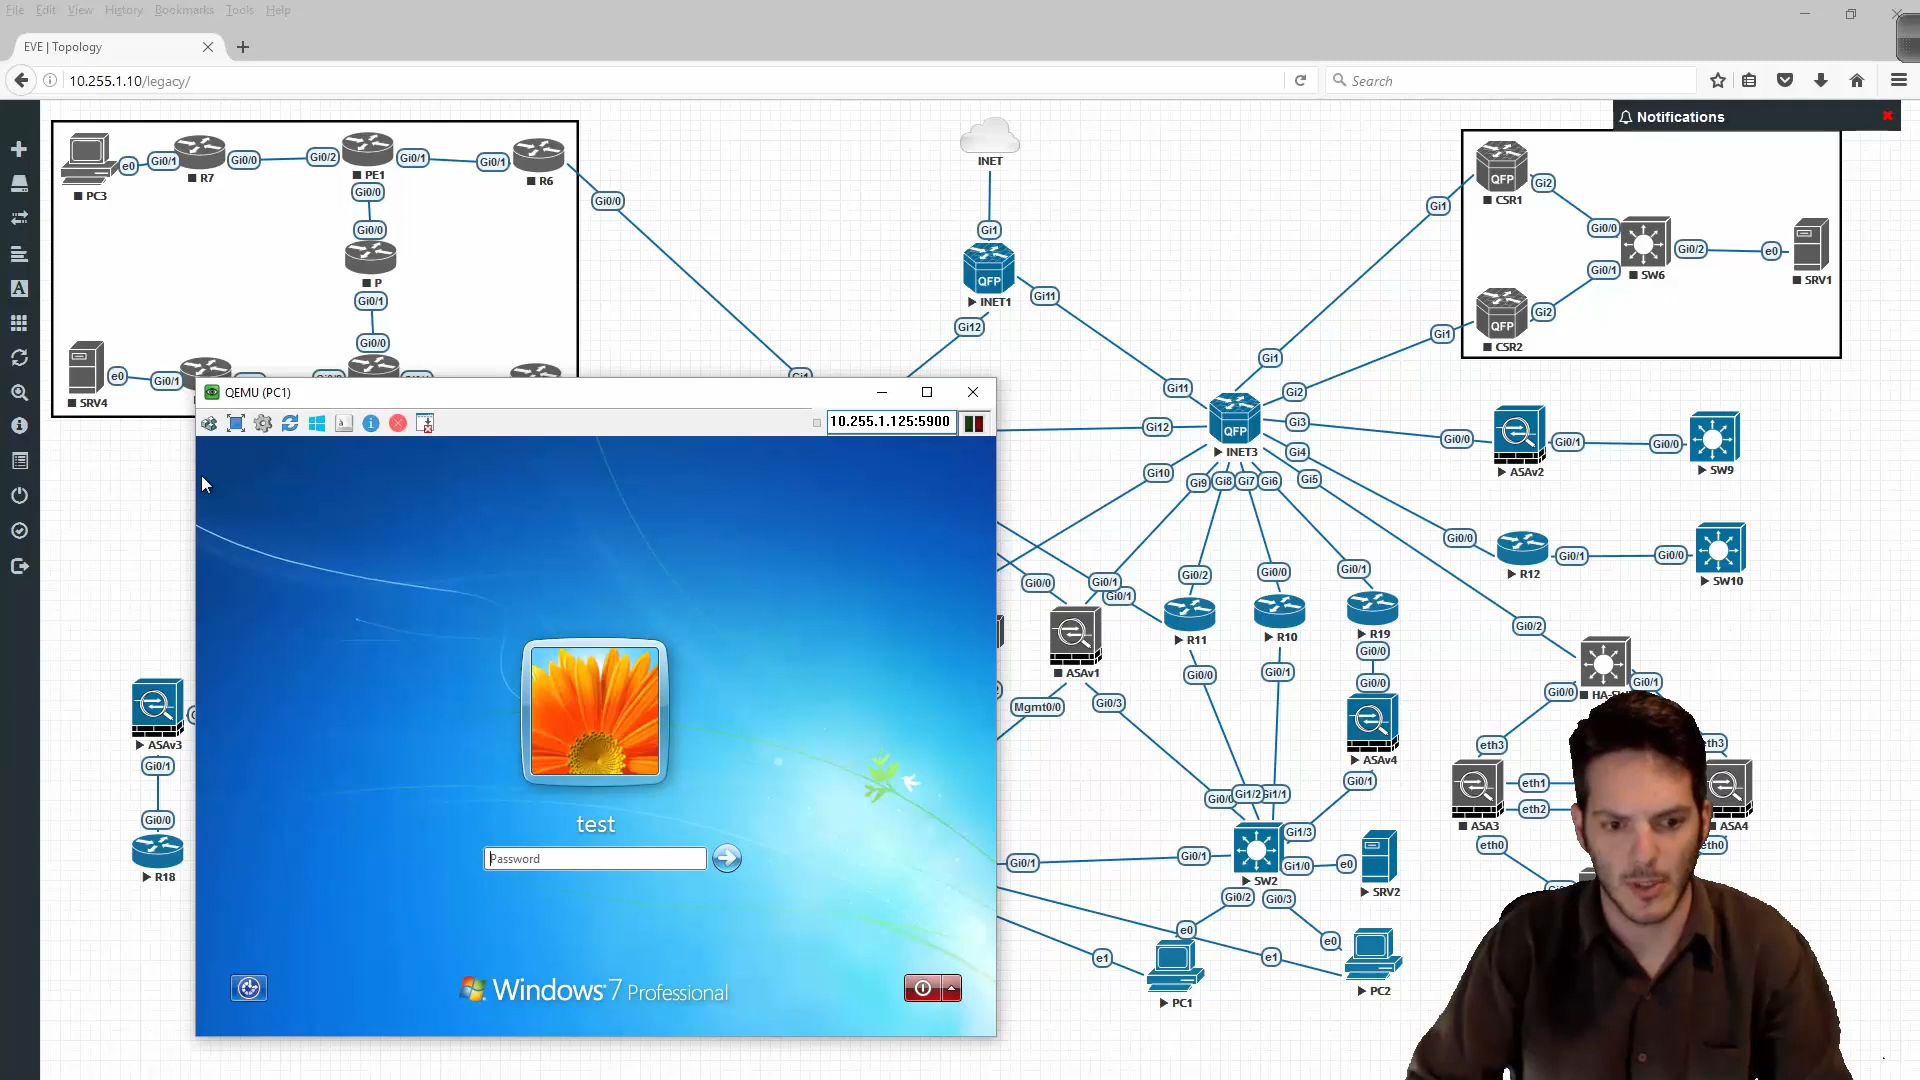 File Edit View History Bookmarks Tools Help
EVE | Topology
10.255.1.10/legacy/
Search
Notifications
INET
PC3
e0
Gi0/1
R7
Gi0/0
Gi0/2
PE1
Gi0/1
Gi0/1
R6
Gi0/0
Gi0/0
Gi0/0
P
Gi0/1
Gi0/0
SRV4
e0
Gi0/1
Gi1
QFP
INET1
Gi11
Gi12
QFP
CSR1
Gi2
Gi1
Gi0/0
SW6
Gi0/2
e0
SRV1
Gi0/1
QFP
CSR2
Gi2
Gi1
Gi1
Gi11
Gi2
Gi12
QFP
INET3
Gi3
Gi4
Gi5
Gi10
Gi9
Gi8
Gi7
Gi6
Gi0/0
ASAv2
Gi0/1
Gi0/0
SW9
Gi0/0
R12
Gi0/1
Gi0/0
SW10
QEMU (PC1)
10.255.1.125:5900
test
Password
Windows 7 Professional
ASAv3
Gi0/1
Gi0/0
R18
Gi0/0
Gi0/1
Gi0/1
Gi0/2
Gi0/0
Gi0/1
ASAv1
R11
R10
R19
Mgmt0/0
Gi0/3
Gi0/0
Gi0/1
Gi0/0
Gi0/0
ASAv4
Gi0/1
Gi0/2
Gi0/0
Gi0/1
eth3
eth1
eth2
ASA3
ASA4
eth0
Gi1/2
Gi1/1
Gi1/3
Gi0/1
Gi0/1
SW2
Gi1/0
e0
SRV2
Gi0/2
Gi0/3
e0
e0
e1
e1
PC1
PC2